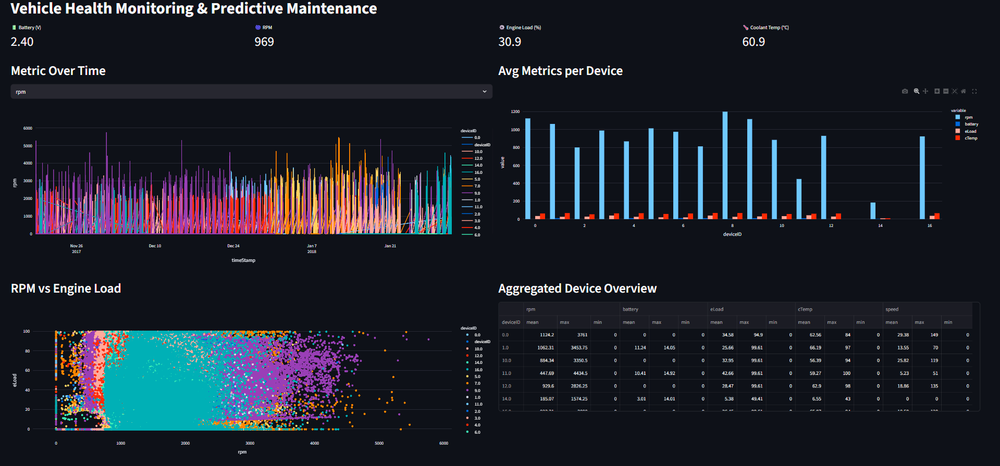 Vehicle Health Monitoring & Predictive Maintenance
Battery (V)
2.40
RPM
969
Engine Load (%)
30.9
Coolant Temp (°C)
60.9
Metric Over Time
rpm
6000
5000
4000
3000
2000
1000
0
rpm
Nov 26
2017
Dec 10
Dec 24
Jan 7
2018
Jan 21
timeStamp
deviceID
0.0
deviceID
10.0
12.0
14.0
16.0
5.0
7.0
9.0
1.0
11.0
2.0
3.0
4.0
6.0
Avg Metrics per Device
1200
1000
800
600
400
200
0
value
0 2 4 6 8 10 12 14 16
deviceID
variable
rpm
battery
eLoad
cTemp
RPM vs Engine Load
100
80
60
40
20
0
eLoad
0 1000 2000 3000 4000 5000 6000
rpm
deviceID
0.0
deviceID
10.0
12.0
14.0
16.0
5.0
7.0
9.0
1.0
11.0
2.0
3.0
4.0
6.0
Aggregated Device Overview
rpm battery eLoad cTemp speed
deviceID mean max min mean max min mean max min mean max min mean max min
0.0 1124.2 3761 0 0 0 0 34.58 94.9 0 62.56 84 0 29.38 149 0
1.0 1062.31 3453.75 0 11.24 14.05 0 25.66 99.61 0 66.19 97 0 13.55 70 0
10.0 884.34 3350.5 0 0 0 0 32.95 99.61 0 56.39 94 0 25.82 119 0
11.0 447.69 4434.5 0 10.41 14.92 0 42.66 99.61 0 59.27 100 0 5.23 51 0
12.0 929.6 2826.25 0 0 0 0 28.47 99.61 0 62.9 98 0 18.86 135 0
14.0 185.07 1574.25 0 3.01 14.01 0 5.38 49.41 0 6.55 43 0 0 0 0